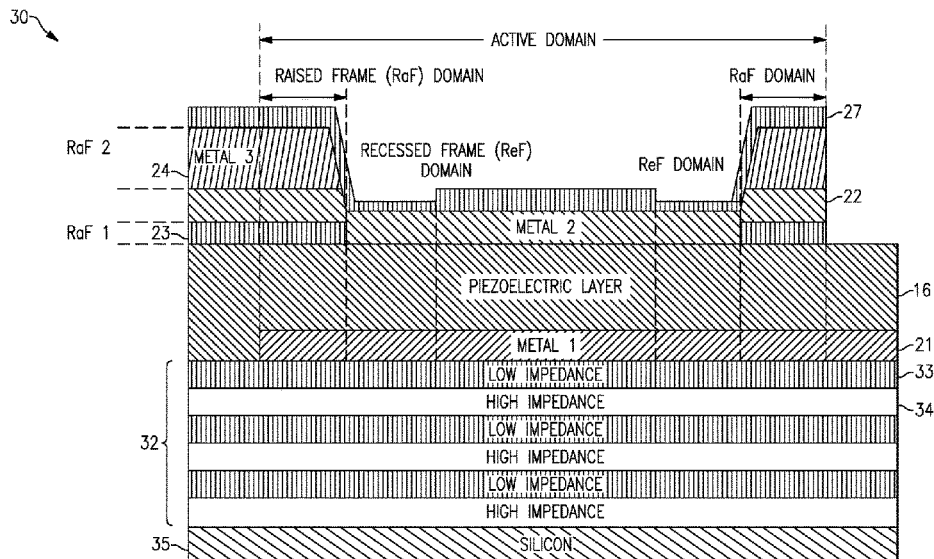 30
ACTIVE DOMAIN
RAISED FRAME (RaF) DOMAIN
RaF DOMAIN
27
RaF 2
METAL 3
24
RECESSED FRAME (ReF)
DOMAIN
ReF DOMAIN
22
RaF 1
23
METAL 2
PIEZOELECTRIC LAYER
16
METAL 1
21
LOW IMPEDANCE
33
HIGH IMPEDANCE
34
LOW IMPEDANCE
32
HIGH IMPEDANCE
LOW IMPEDANCE
HIGH IMPEDANCE
35
SILICON